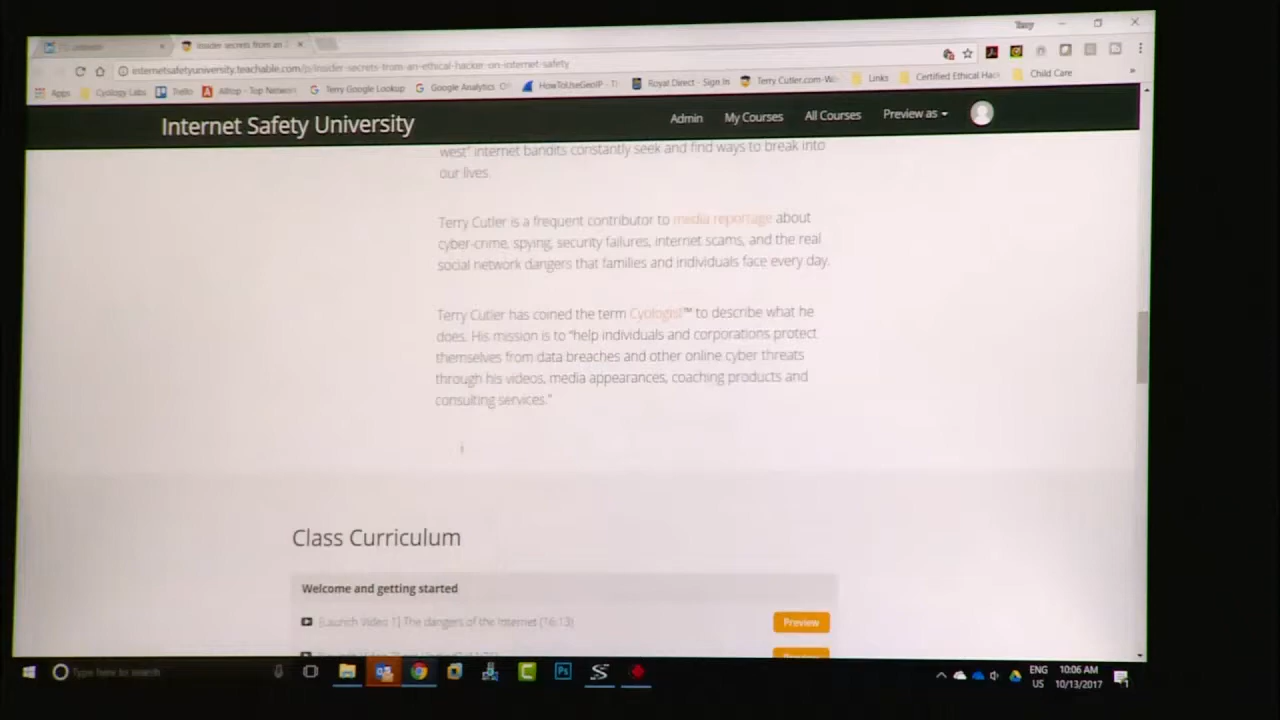 Terry
Insider secrets from an
internetsafetyuniversity.teachable.com/p/insider-secrets-from-an-ethical-hacker-on-internet-safety
Apps Cyology Labs Trello Alltop - Top Network Terry Google Lookup Google Analytics HowToUseGeoIP - Royal Direct - Sign In Terry Cutler.com-W Links Certified Ethical Hac Child Care »
Internet Safety University
Admin My Courses All Courses Preview as
west" internet bandits constantly seek and find ways to break into
our lives.
Terry Cutler is a frequent contributor to media reportage about
cyber-crime, spying, security failures, internet scams, and the real
social network dangers that families and individuals face every day.
Terry Cutler has coined the term Cyologist™ to describe what he
does. His mission is to "help individuals and corporations protect
themselves from data breaches and other online cyber threats
through his videos, media appearances, coaching products and
consulting services."
Class Curriculum
Welcome and getting started
[Launch Video 1] The dangers of the Internet (16:13)
Preview
Type here to search
Ps
ENG
US
10:06 AM
10/13/2017